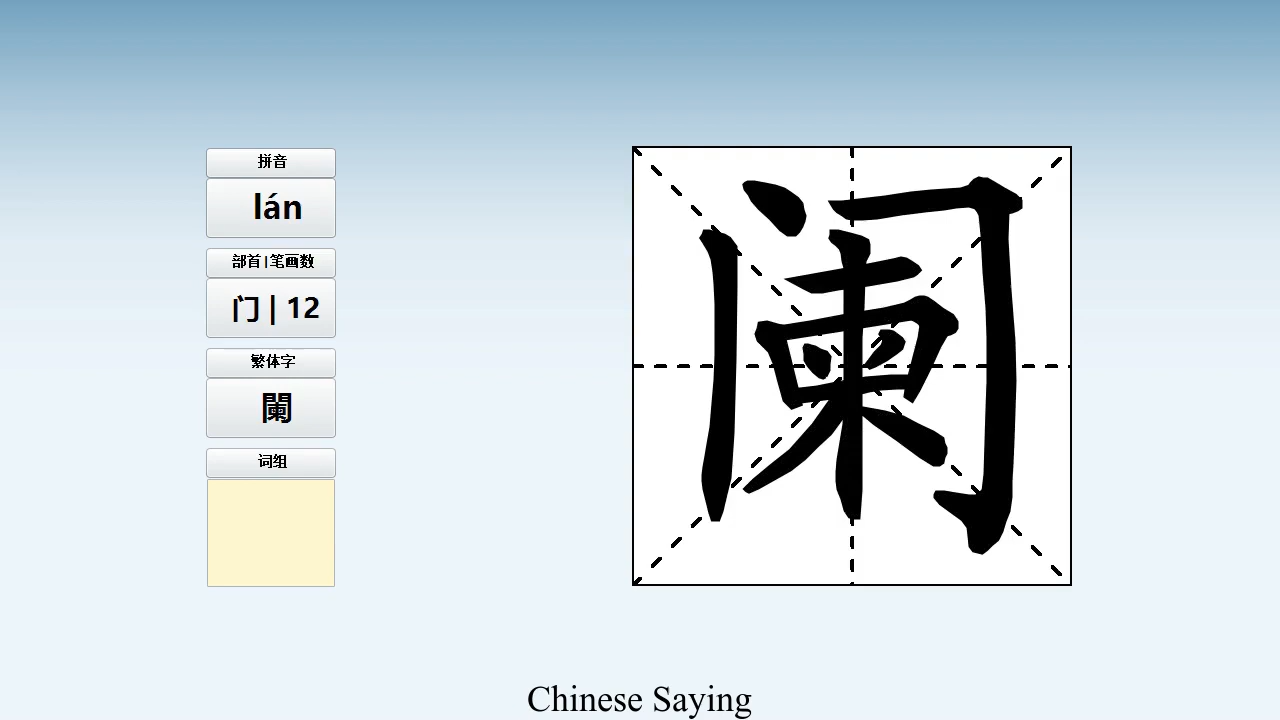 拼音
lán
部首|笔画数
门 | 12
繁体字
闌
词组
阑
Chinese Saying